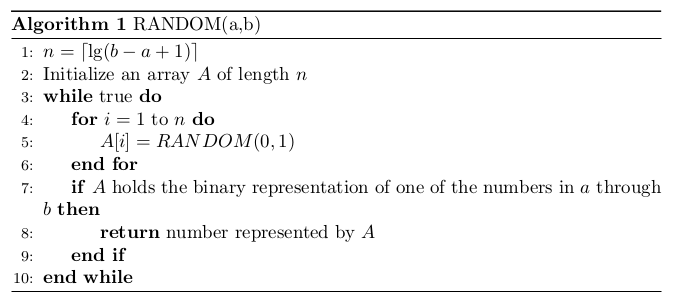 Algorithm 1 RANDOM(a,b)
1: n = ⌈lg(b − a + 1)⌉
2: Initialize an array A of length n
3: while true do
4: for i = 1 to n do
5: A[i] = RANDOM(0, 1)
6: end for
7: if A holds the binary representation of one of the numbers in a through
b then
8: return number represented by A
9: end if
10: end while